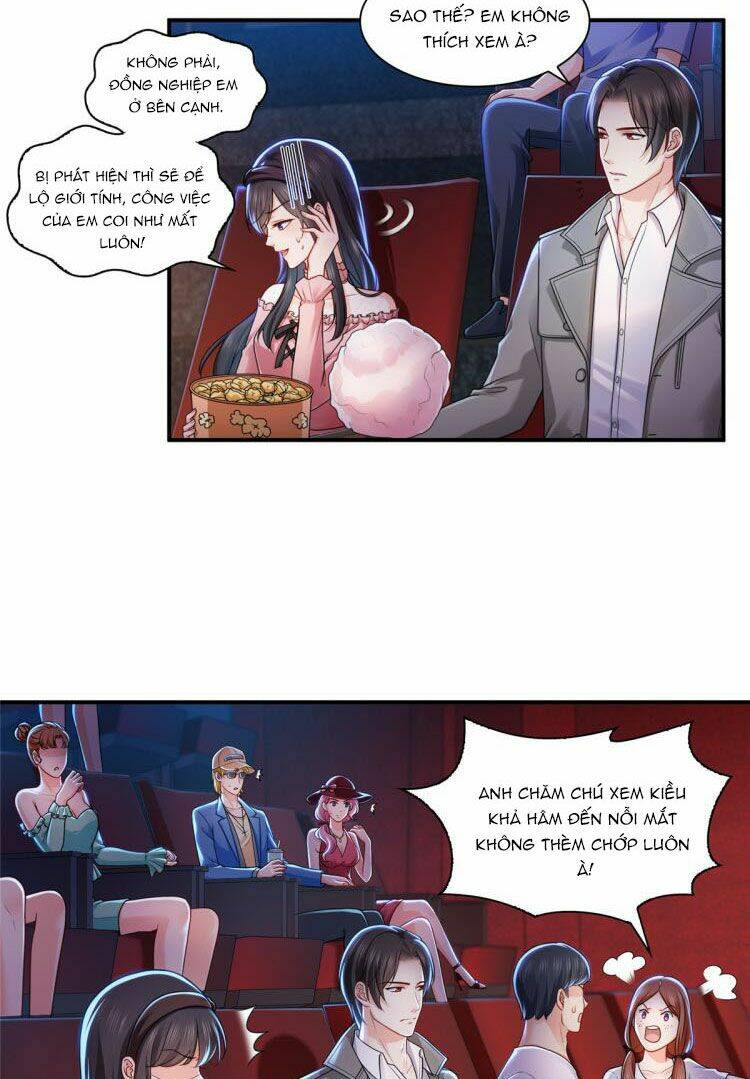 SAO THẾ? EM KHÔNG
THÍCH XEM À?
KHÔNG PHẢI,
ĐỒNG NGHIỆP EM
Ở BÊN CẠNH.
BỊ PHÁT HIỆN THÌ SẼ ĐỂ
LỘ GIỚI TÍNH, CÔNG VIỆC
CỦA EM COI NHƯ MẤT
LUÔN!
ANH CHĂM CHÚ XEM KIỀU
KHẢ HÂM ĐẾN NỖI MẮT
KHÔNG THÈM CHỚP LUÔN
À!